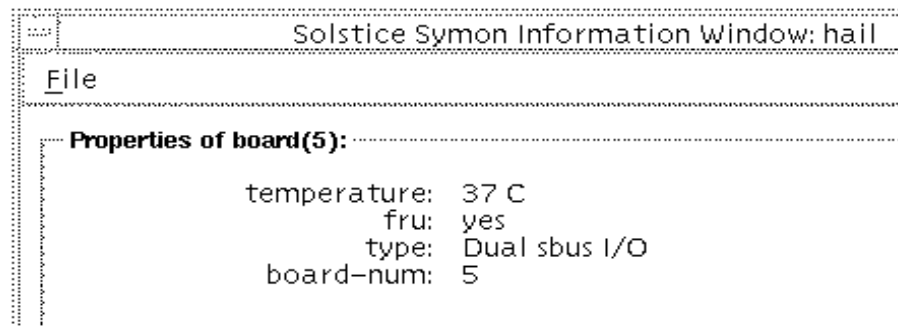 Solstice Symon Information Window: hail
File
Properties of board(5):
temperature: 37 C
fru: yes
type: Dual sbus I/O
board-num: 5